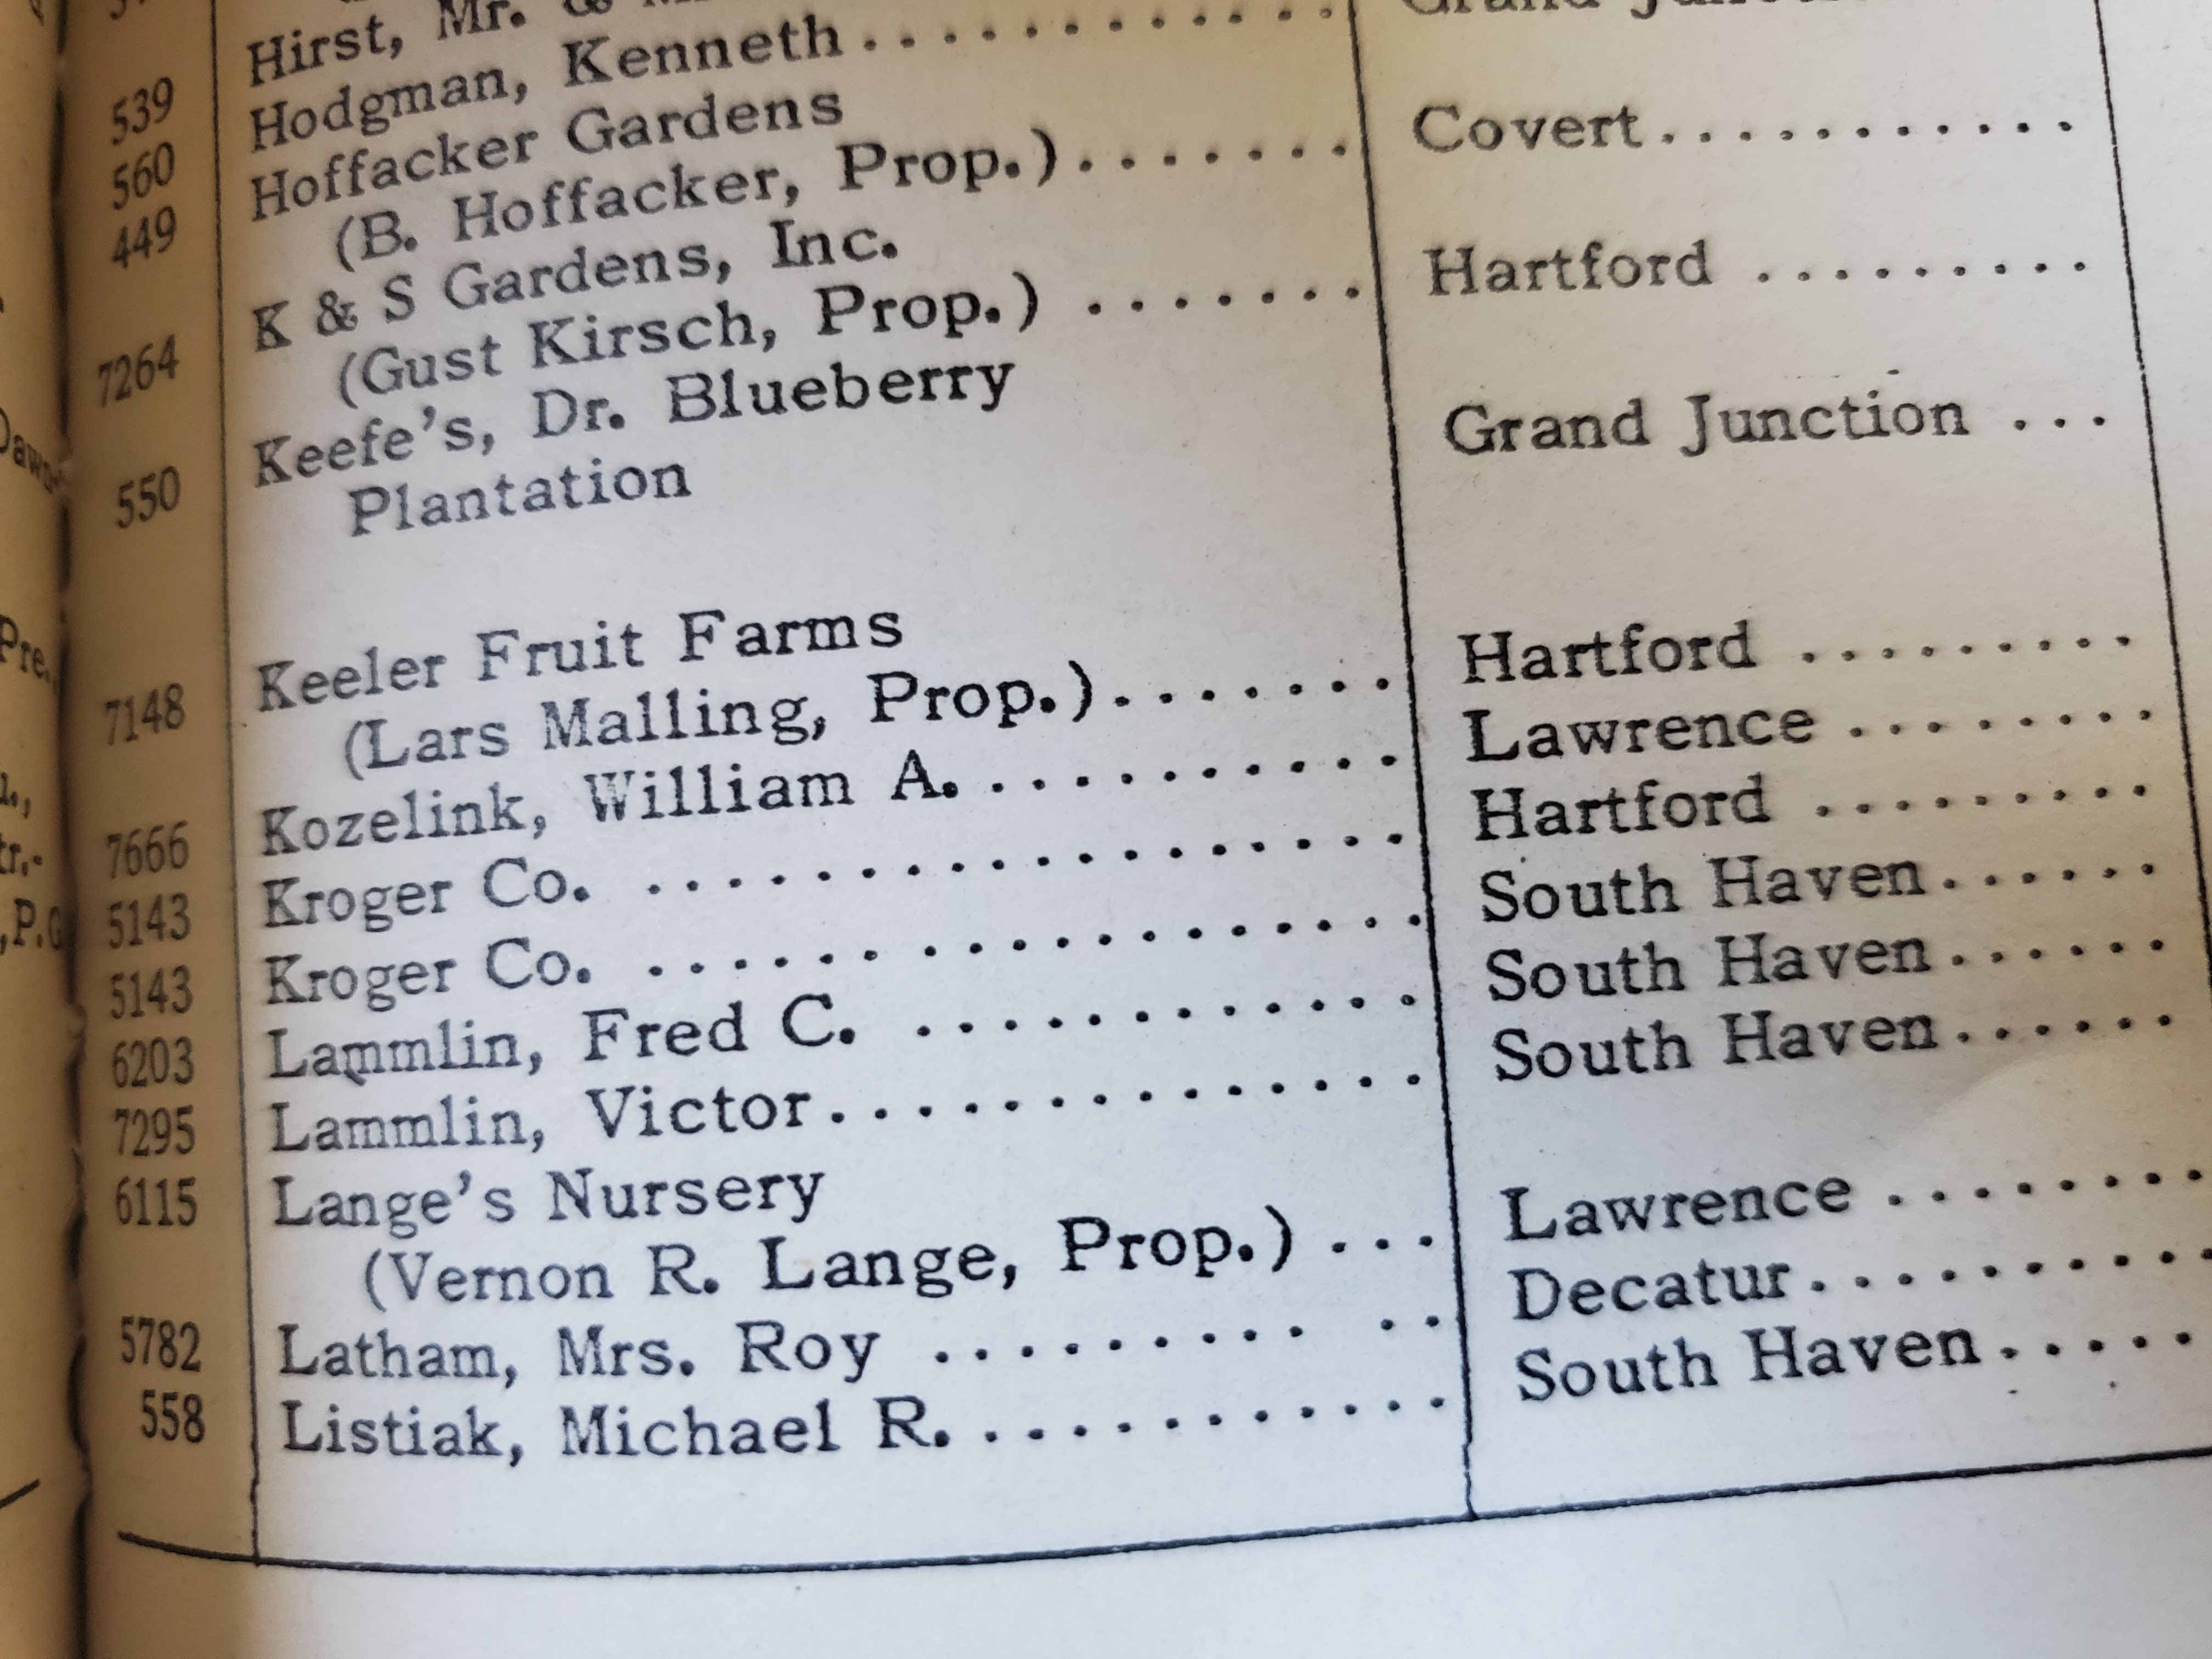 539 Hirst, Mr. &
560 Hodgman, Kenneth........... Grand Junction
449 Hoffacker Gardens
(B. Hoffacker, Prop.)....... Covert............
7264 K & S Gardens, Inc.
(Gust Kirsch, Prop.) ....... Hartford .........
550 Keefe's, Dr. Blueberry
Plantation Grand Junction ...
7148 Keeler Fruit Farms
(Lars Malling, Prop.)....... Hartford .........
7666 Kozelink, William A........... Lawrence ........
5143 Kroger Co. .................. Hartford .........
5143 Kroger Co. ................. South Haven......
6203 Lammlin, Fred C. ............ South Haven......
7295 Lammlin, Victor............... South Haven......
6115 Lange's Nursery
(Vernon R. Lange, Prop.) ... Lawrence ........
5782 Latham, Mrs. Roy ......... .. Decatur..........
558 Listiak, Michael R............ South Haven.....